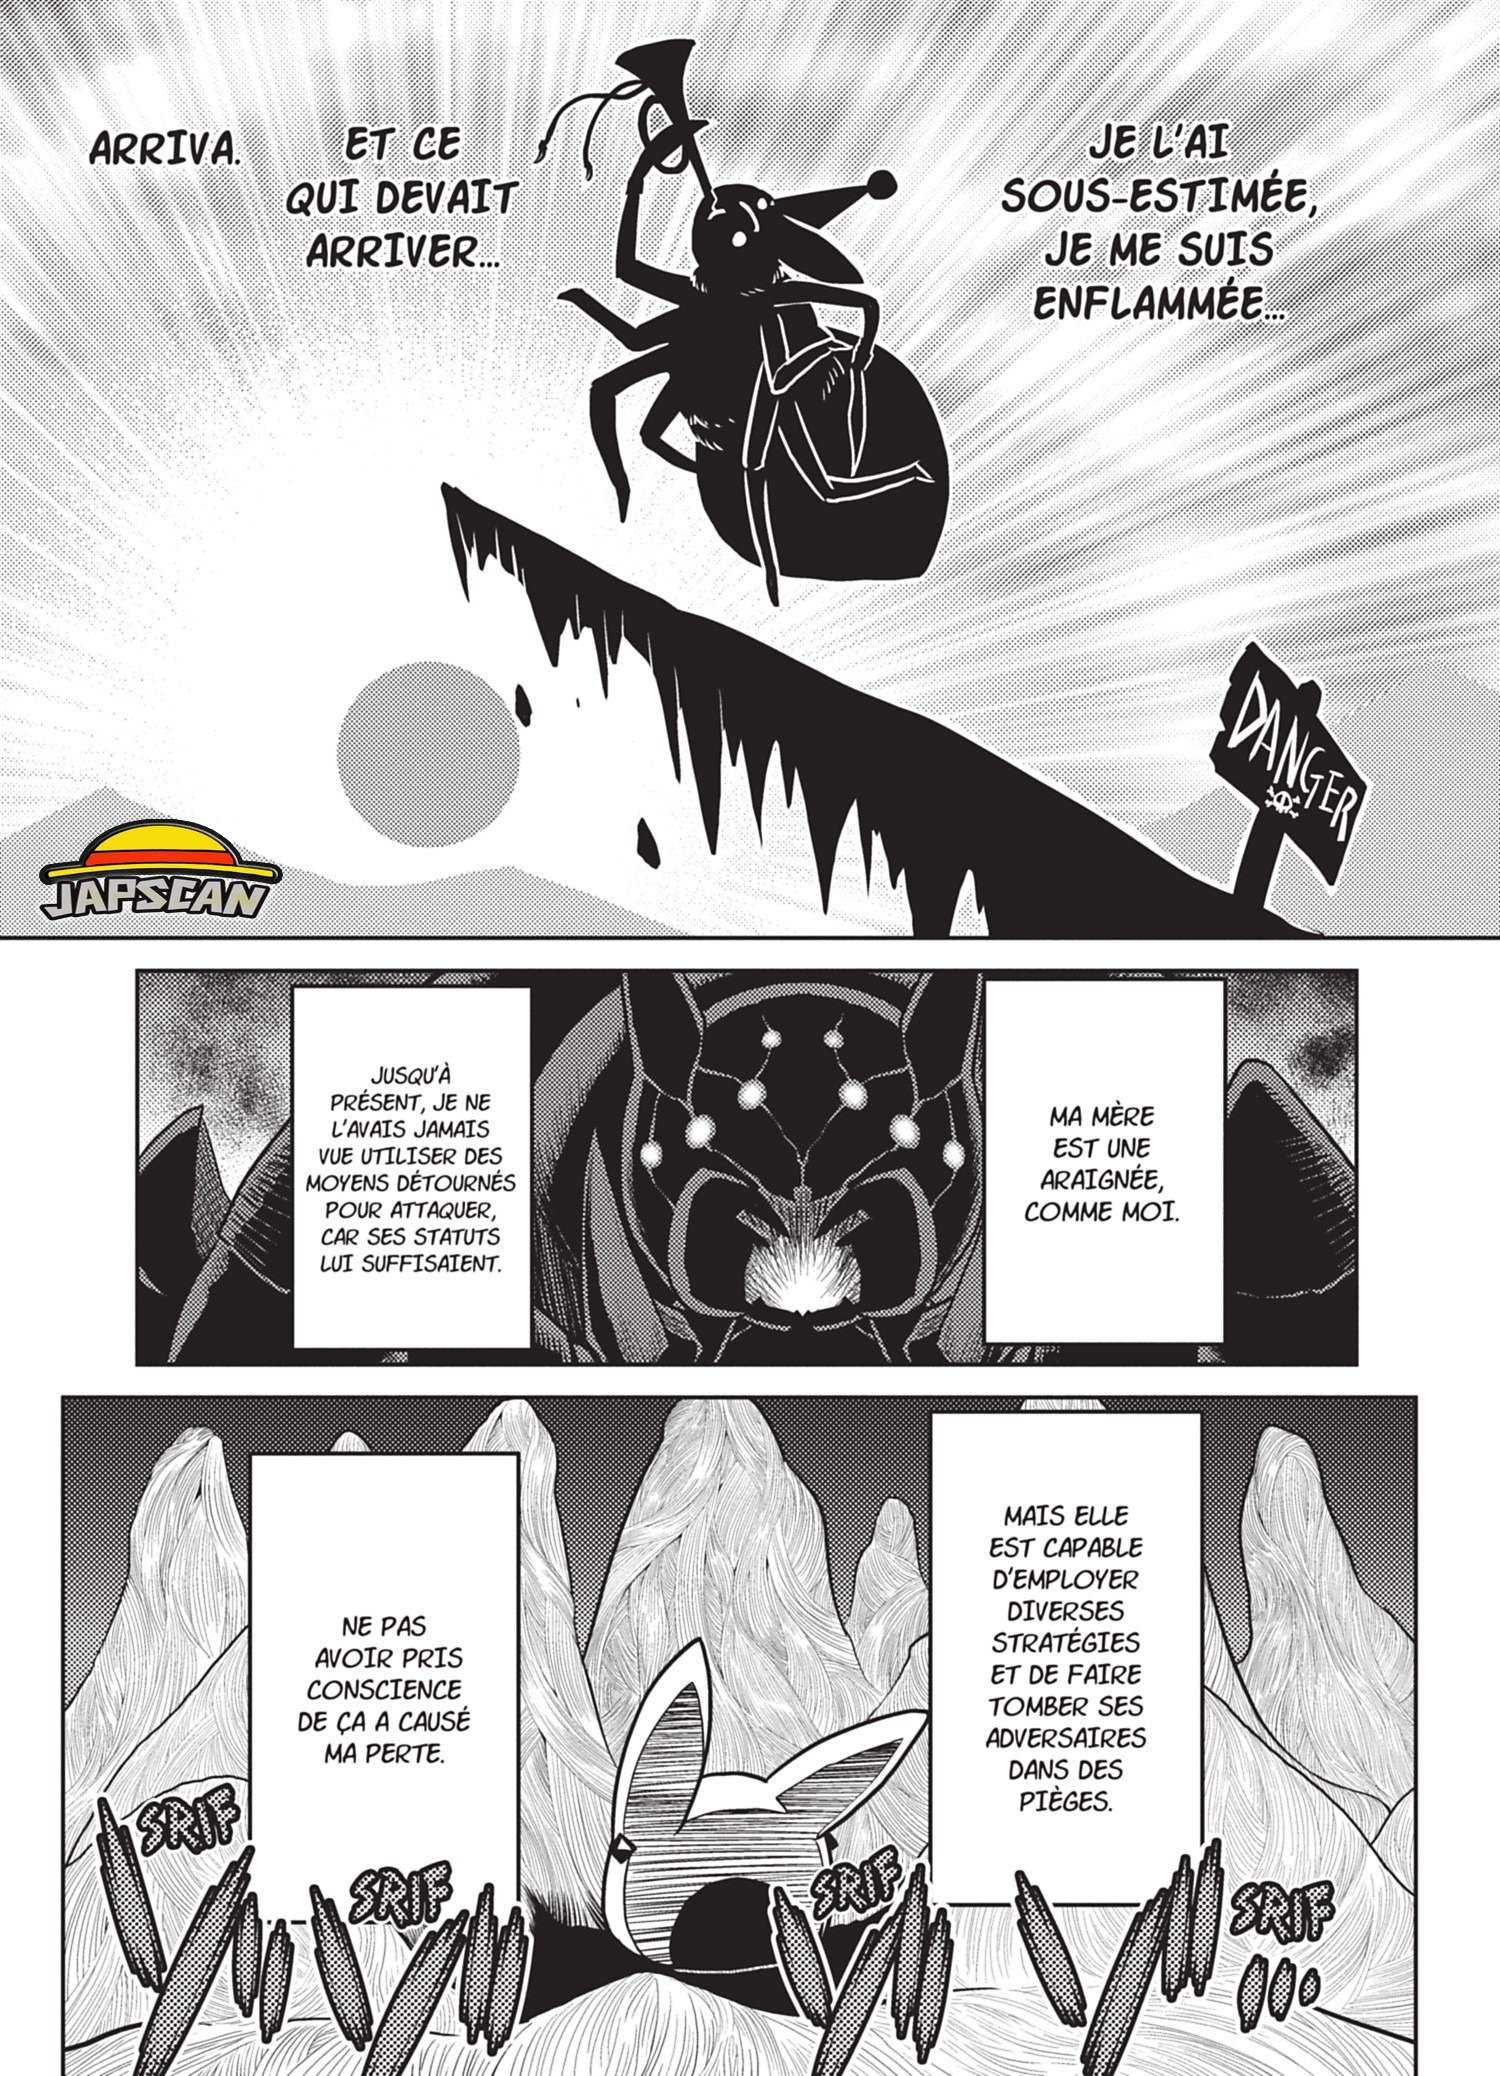 JE L'AI
SOUS-ESTIMÉE,
JE ME SUIS
ENFLAMMÉE...
ET CE
QUI DEVAIT
ARRIVER...
ARRIVA.
DANGER
JAPSCAN
MA MÈRE
EST UNE
ARAIGNÉE,
COMME MOI.
JUSQU'À
PRÉSENT, JE NE
L'AVAIS JAMAIS
VUE UTILISER DES
MOYENS DÉTOURNÉS
POUR ATTAQUER,
CAR SES STATUTS
LUI SUFFISAIENT.
MAIS ELLE
EST CAPABLE
D'EMPLOYER
DIVERSES
STRATÉGIES
ET DE FAIRE
TOMBER SES
ADVERSAIRES
DANS DES
PIÈGES.
NE PAS
AVOIR PRIS
CONSCIENCE
DE ÇA A CAUSÉ
MA PERTE.
SRIF
SRIF
SRIF
SRIF